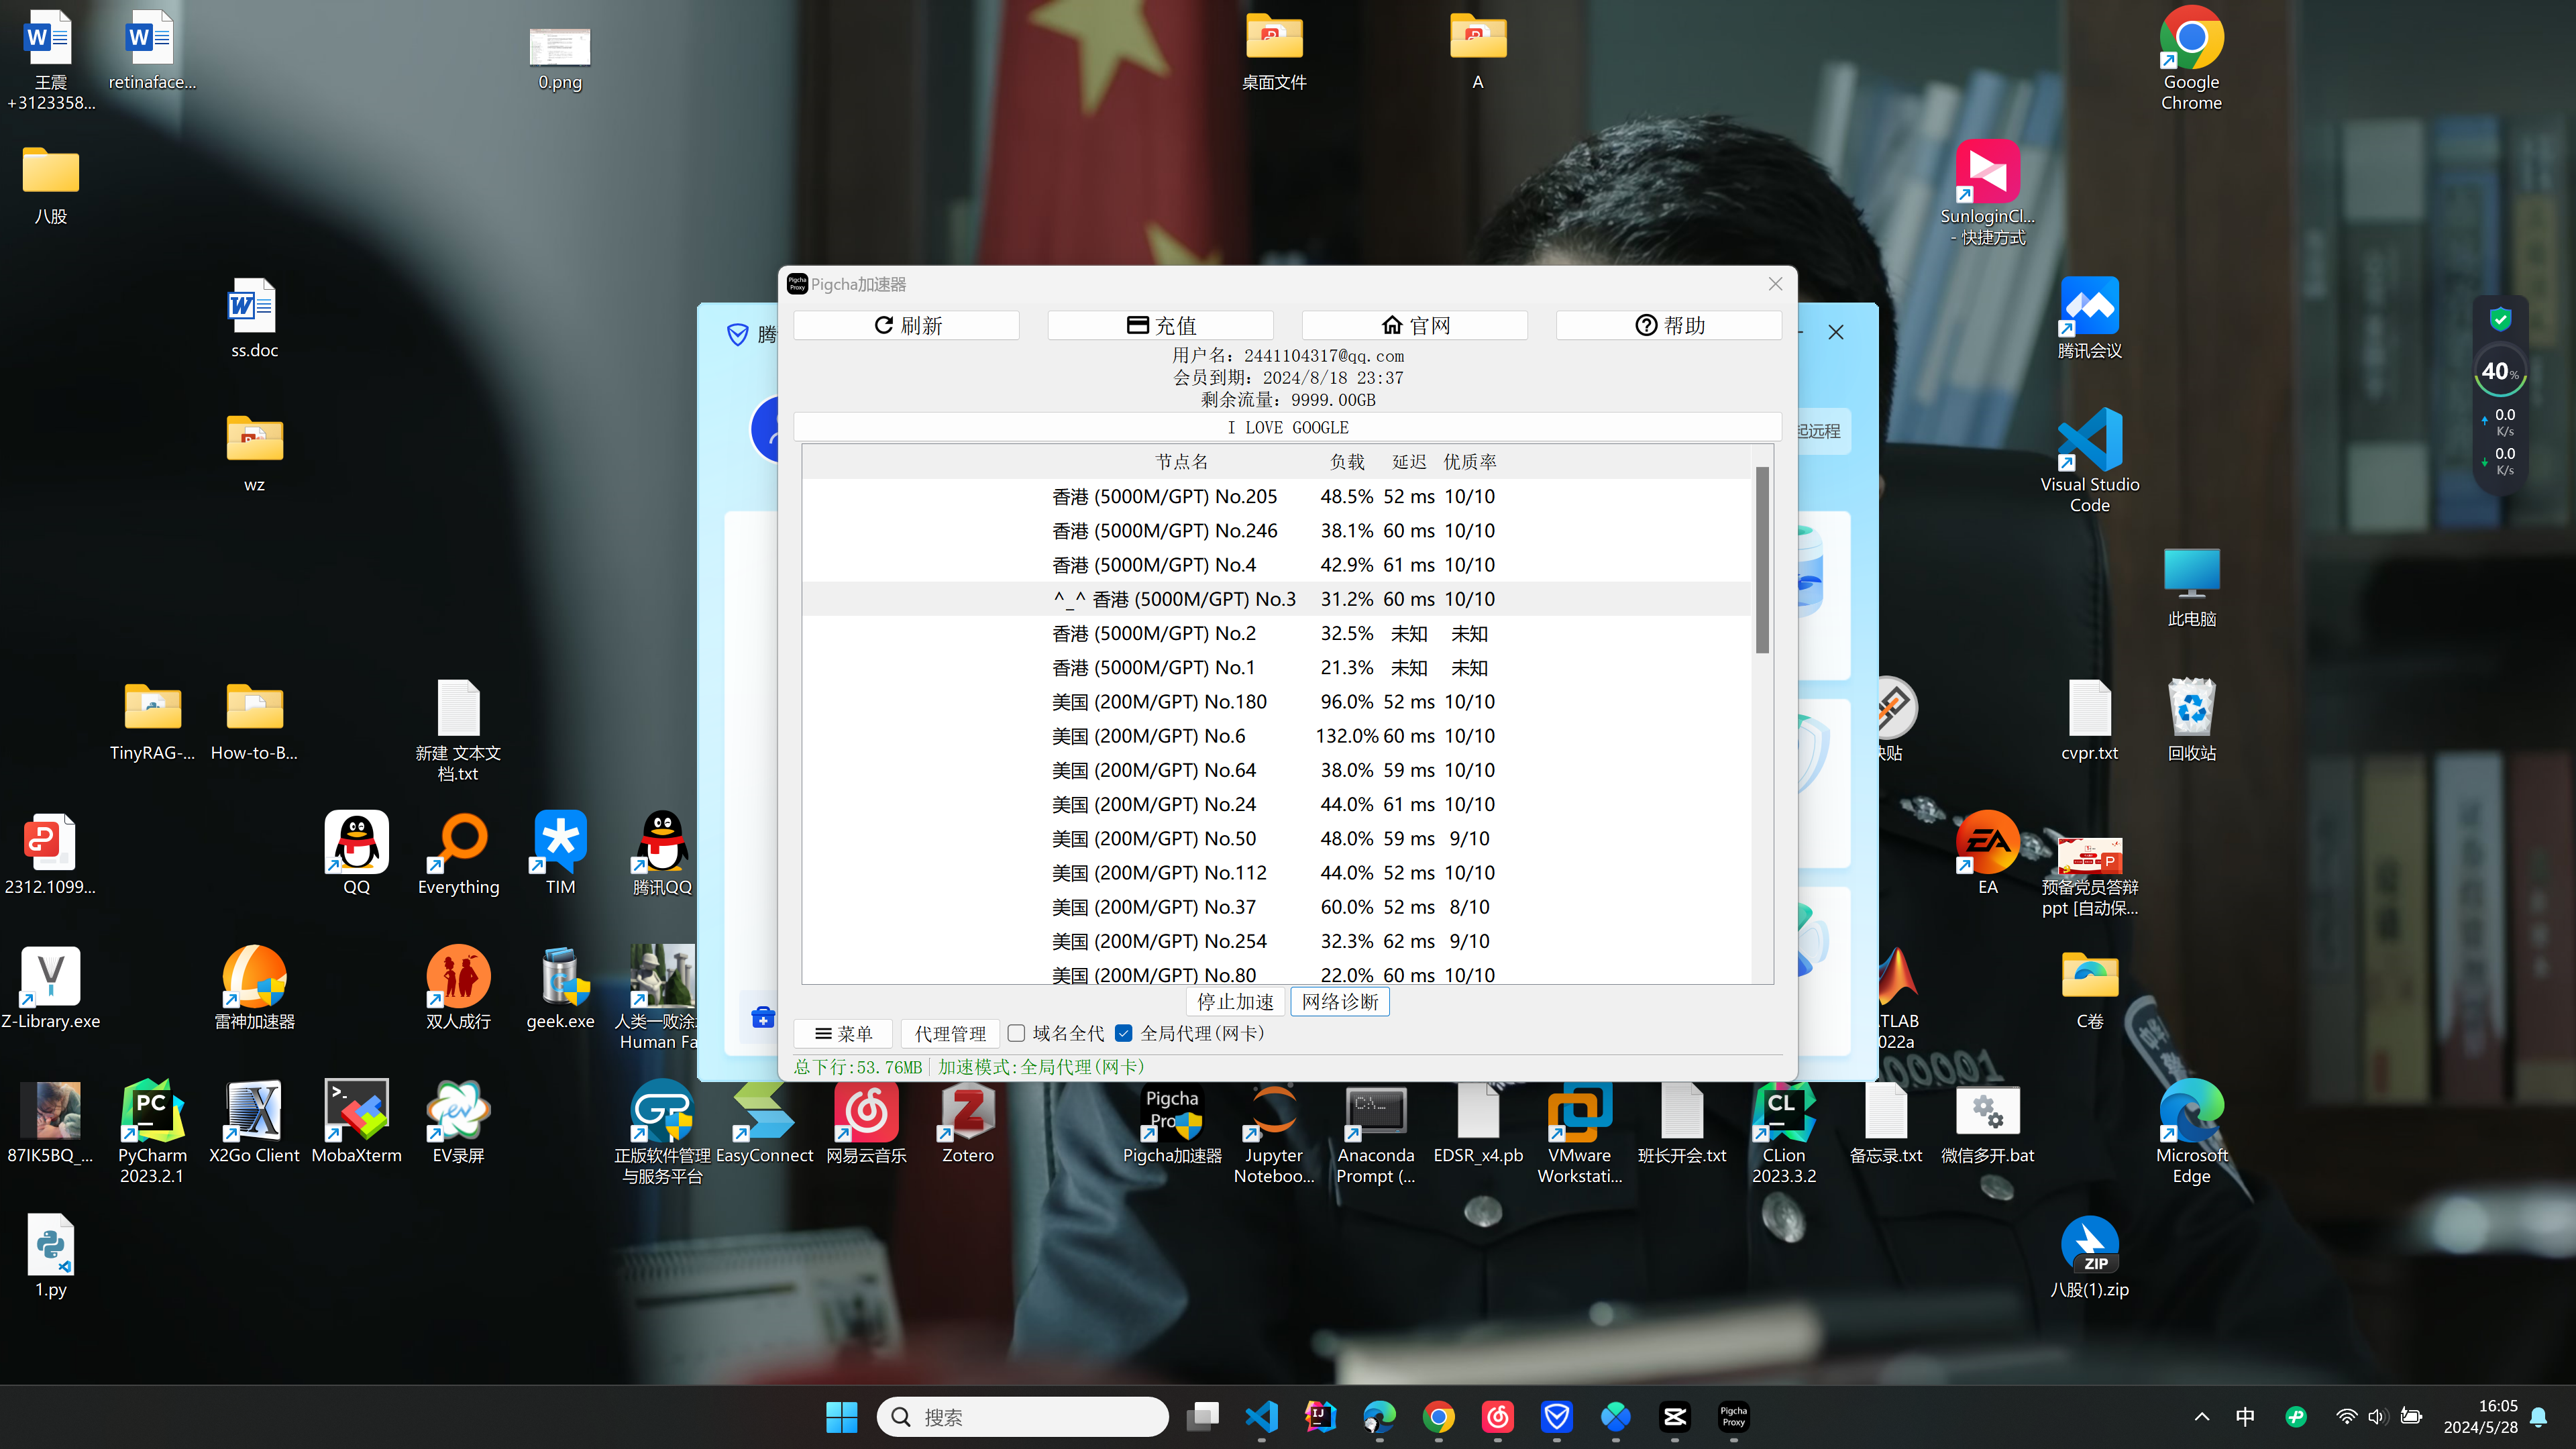 王震
+3123358...
retinaface...
0.png
桌面文件
A
Google
Chrome
八股
SunloginCl...
- 快捷方式
ss.doc
腾讯会议
wz
Visual Studio
Code
此电脑
TinyRAG-...
How-to-B...
新建 文本文
档.txt
cvpr.txt
回收站
2312.1099...
QQ
Everything
TIM
腾讯QQ
EA
预备党员答辩
ppt [自动保...
Z-Library.exe
雷神加速器
双人成行
geek.exe
人类一败涂
Human Fa
TLAB
022a
C卷
87IK5BQ_...
PyCharm
2023.2.1
X2Go Client
MobaXterm
EV录屏
正版软件管理
与服务平台
EasyConnect
网易云音乐
Zotero
Pigcha加速器
Jupyter
Noteboo...
Anaconda
Prompt (...
EDSR_x4.pb
VMware
Workstati...
班长开会.txt
CLion
2023.3.2
备忘录.txt
微信多开.bat
Microsoft
Edge
1.py
ZIP
八股(1).zip
腾
起远程
快贴
40%
0.0
K/s
0.0
K/s
Pigcha
Proxy
Pigcha加速器
刷新
充值
官网
帮助
用户名: 2441104317@qq.com
会员到期: 2024/8/18 23:37
剩余流量: 9999.00GB
I LOVE GOOGLE
节点名 负载 延迟 优质率
香港 (5000M/GPT) No.205 48.5% 52 ms 10/10
香港 (5000M/GPT) No.246 38.1% 60 ms 10/10
香港 (5000M/GPT) No.4 42.9% 61 ms 10/10
^_^ 香港 (5000M/GPT) No.3 31.2% 60 ms 10/10
香港 (5000M/GPT) No.2 32.5% 未知 未知
香港 (5000M/GPT) No.1 21.3% 未知 未知
美国 (200M/GPT) No.180 96.0% 52 ms 10/10
美国 (200M/GPT) No.6 132.0% 60 ms 10/10
美国 (200M/GPT) No.64 38.0% 59 ms 10/10
美国 (200M/GPT) No.24 44.0% 61 ms 10/10
美国 (200M/GPT) No.50 48.0% 59 ms 9/10
美国 (200M/GPT) No.112 44.0% 52 ms 10/10
美国 (200M/GPT) No.37 60.0% 52 ms 8/10
美国 (200M/GPT) No.254 32.3% 62 ms 9/10
美国 (200M/GPT) No.80 22.0% 60 ms 10/10
停止加速
网络诊断
菜单
代理管理
域名全代
全局代理(网卡)
总下行:53.76MB
加速模式:全局代理(网卡)
00001
搜索
Pigcha
Proxy
中
16:05
2024/5/28